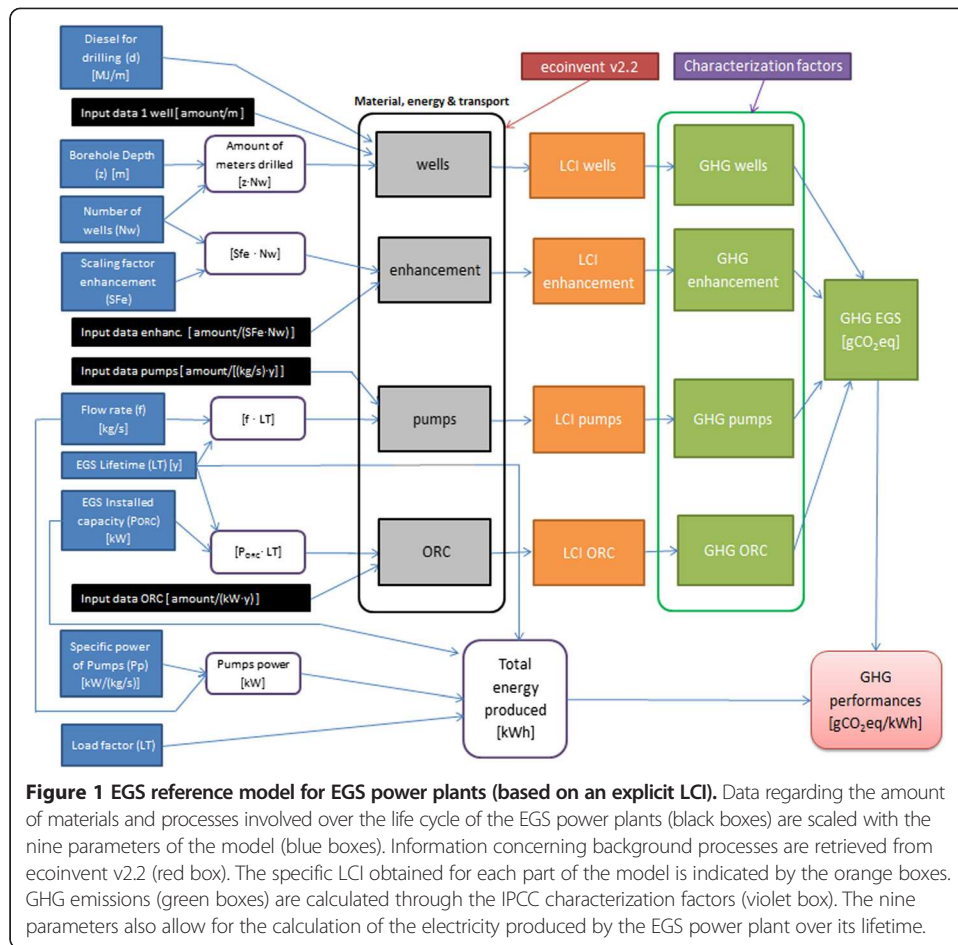 Diesel for
drilling (d)
[MJ/m]
ecoinvent v2.2
Characterization factors
Material, energy & transport
Input data 1 well [ amount/m ]
Borehole Depth
(z) [m]
Amount of
meters drilled
[z·Nw]
wells
LCI wells
GHG wells
Number of
wells (Nw)
[Sfe · Nw]
Scaling factor
enhancement
(SFe)
enhancement
LCI
enhancement
GHG
enhancement
GHG EGS
[gCO₂eq]
Input data enhanc. [ amount/(SFe·Nw) ]
Input data pumps [ amount/[(kg/s)·y] ]
Flow rate (f)
[kg/s]
[f · LT]
pumps
LCI pumps
GHG pumps
EGS Lifetime (LT) [y]
EGS Installed
capacity (PORC)
[kW]
[PORC· LT]
ORC
LCI ORC
GHG ORC
Input data ORC [ amount/(kW·y) ]
Specific power
of Pumps (Pp)
[kW/(kg/s)]
Pumps power
[kW]
Total
energy
produced
[kWh]
GHG
performances
[gCO₂eq/kWh]
Load factor (LT)
Figure 1 EGS reference model for EGS power plants (based on an explicit LCI). Data regarding the amount
of materials and processes involved over the life cycle of the EGS power plants (black boxes) are scaled with the
nine parameters of the model (blue boxes). Information concerning background processes are retrieved from
ecoinvent v2.2 (red box). The specific LCI obtained for each part of the model is indicated by the orange boxes.
GHG emissions (green boxes) are calculated through the IPCC characterization factors (violet box). The nine
parameters also allow for the calculation of the electricity produced by the EGS power plant over its lifetime.